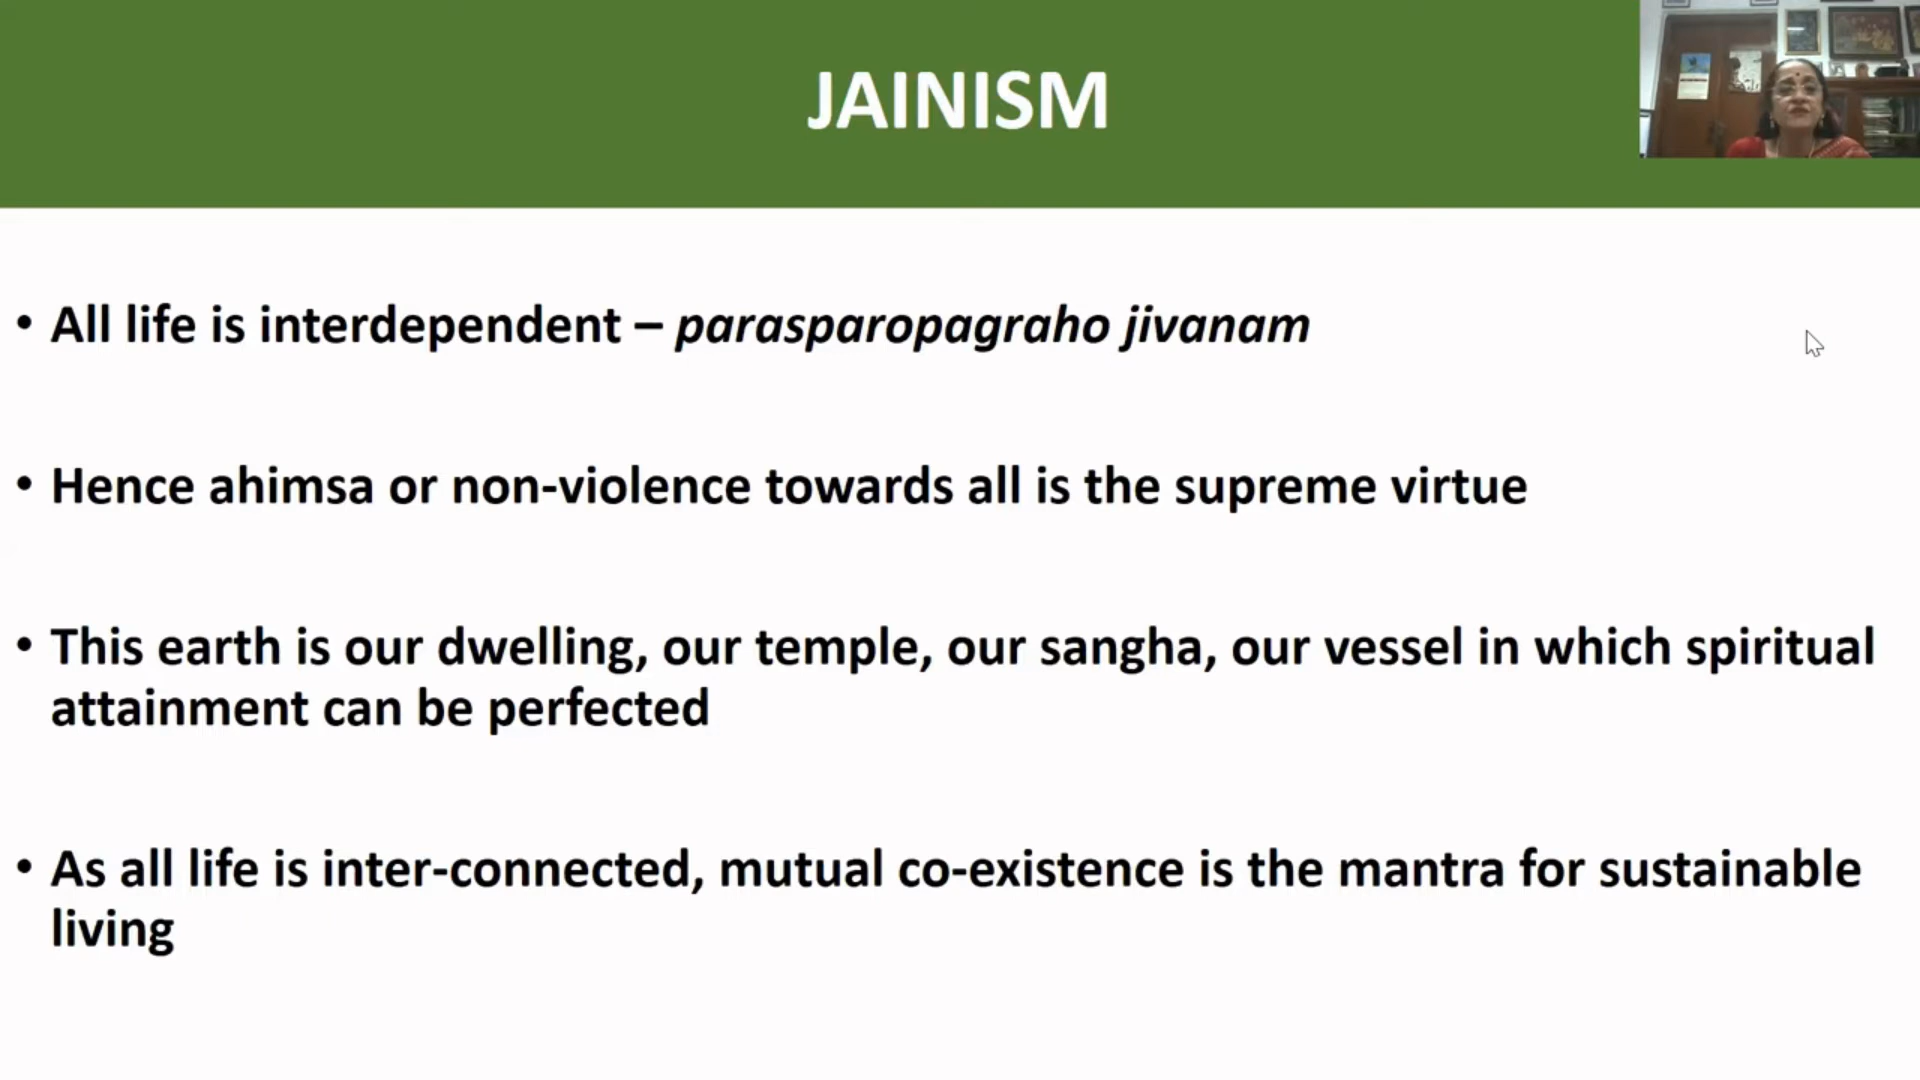 JAINISM
• All life is interdependent – parasparopagraho jivanam
• Hence ahimsa or non-violence towards all is the supreme virtue
• This earth is our dwelling, our temple, our sangha, our vessel in which spiritual
attainment can be perfected
• As all life is inter-connected, mutual co-existence is the mantra for sustainable
living